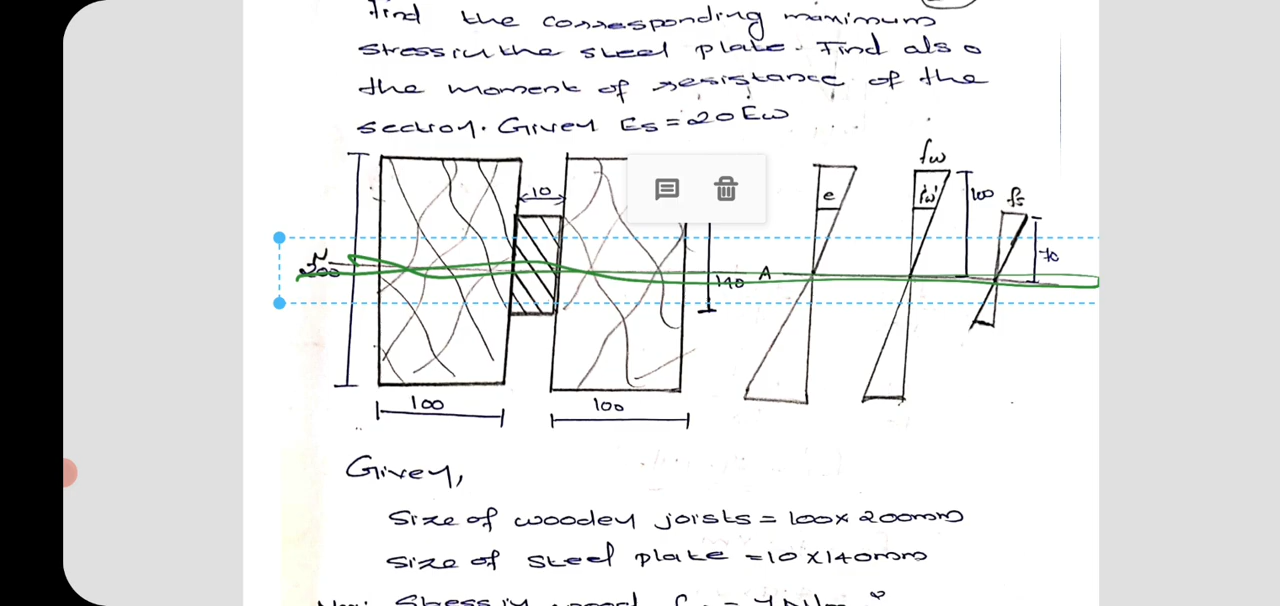 find the corresponding maximum
stress in the steel plate. Find also
the moment of resistance of the
section. Given Es = 20 Ew
fw
10
e
fw'
100
fs
70
N
200
140
A
100
100
Given,
Size of wooden joists = 100 x 200mm
Size of steel plate = 10 x 140mm